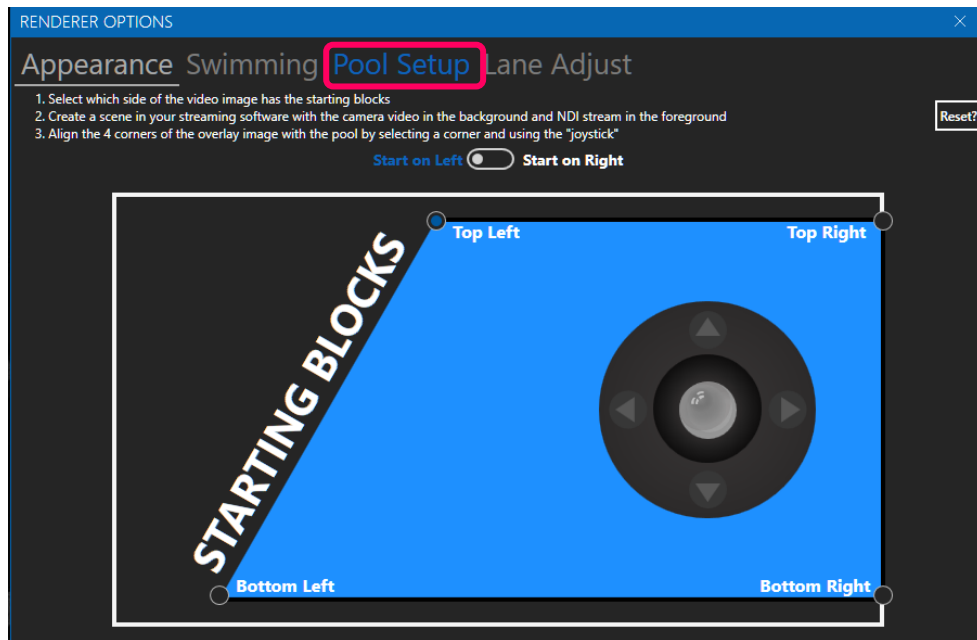 RENDERER OPTIONS
Appearance Swimming Pool Setup Lane Adjust
1. Select which side of the video image has the starting blocks
2. Create a scene in your streaming software with the camera video in the background and NDI stream in the foreground
3. Align the 4 corners of the overlay image with the pool by selecting a corner and using the "joystick"
Reset?
Start on Left Start on Right
Top Left
Top Right
STARTING BLOCKS
Bottom Left
Bottom Right